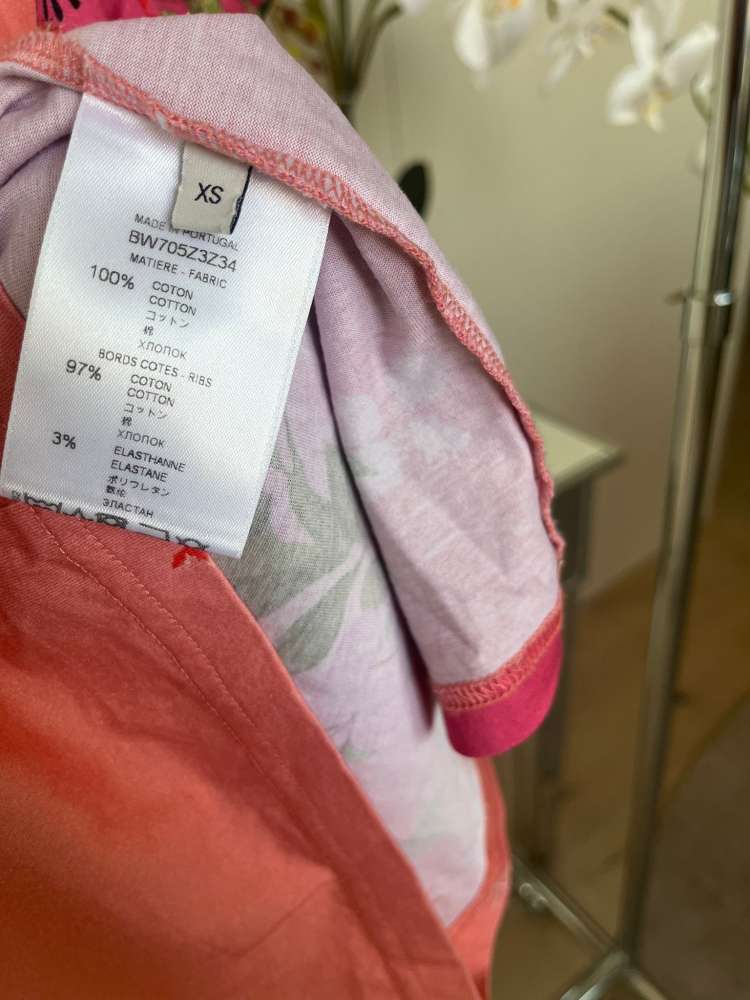 XS
MADE IN PORTUGAL
BW705Z3Z34
MATIERE - FABRIC
100% COTON
COTTON
コットン
棉
ХЛОПОК
BORDS COTES - RIBS
97% COTON
COTTON
コットン
棉
ХЛОПОК
3% ELASTHANNE
ELASTANE
ポリウレタン
氨纶
ЭЛАСТАН